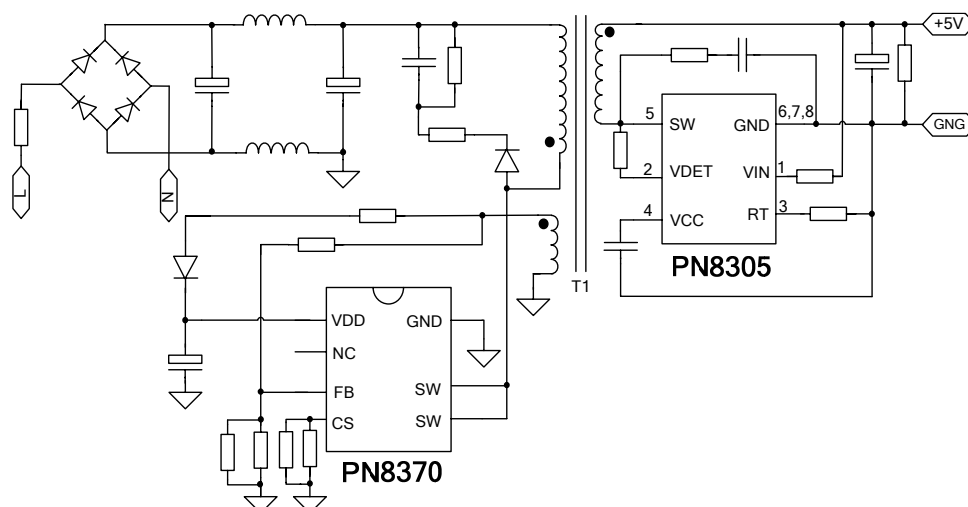 +5V
5 SW GND 6,7,8
GNG
2 VDET VIN 1
4 VCC RT 3
PN8305
L
N
T1
VDD GND
NC
FB SW
CS SW
PN8370